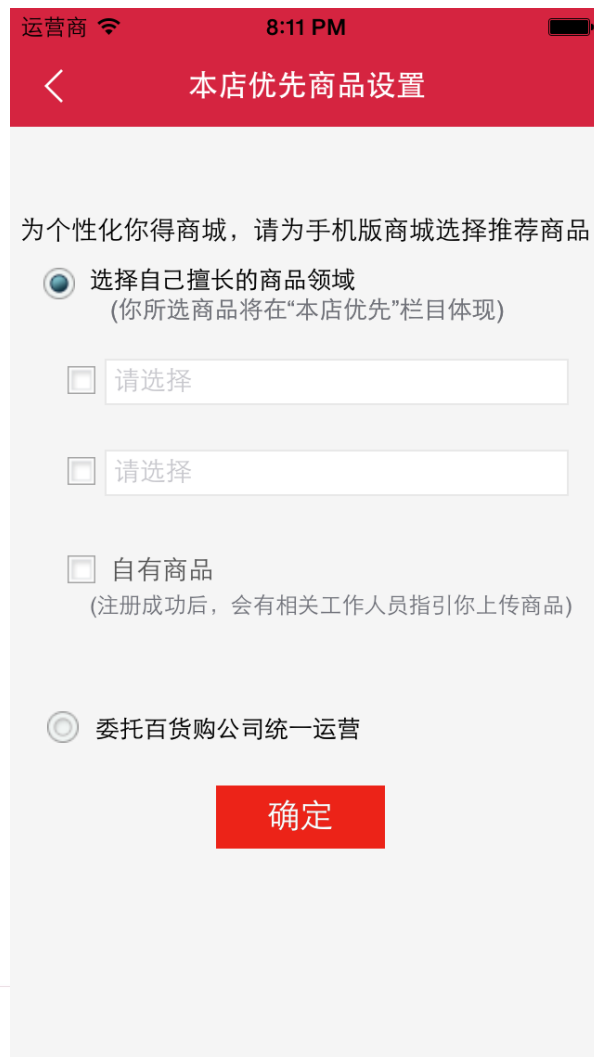 运营商 8:11 PM
本店优先商品设置
为个性化你得商城，请为手机版商城选择推荐商品
选择自己擅长的商品领域
(你所选商品将在“本店优先”栏目体现)
请选择
请选择
自有商品
(注册成功后，会有相关工作人员指引你上传商品)
委托百货购公司统一运营
确定